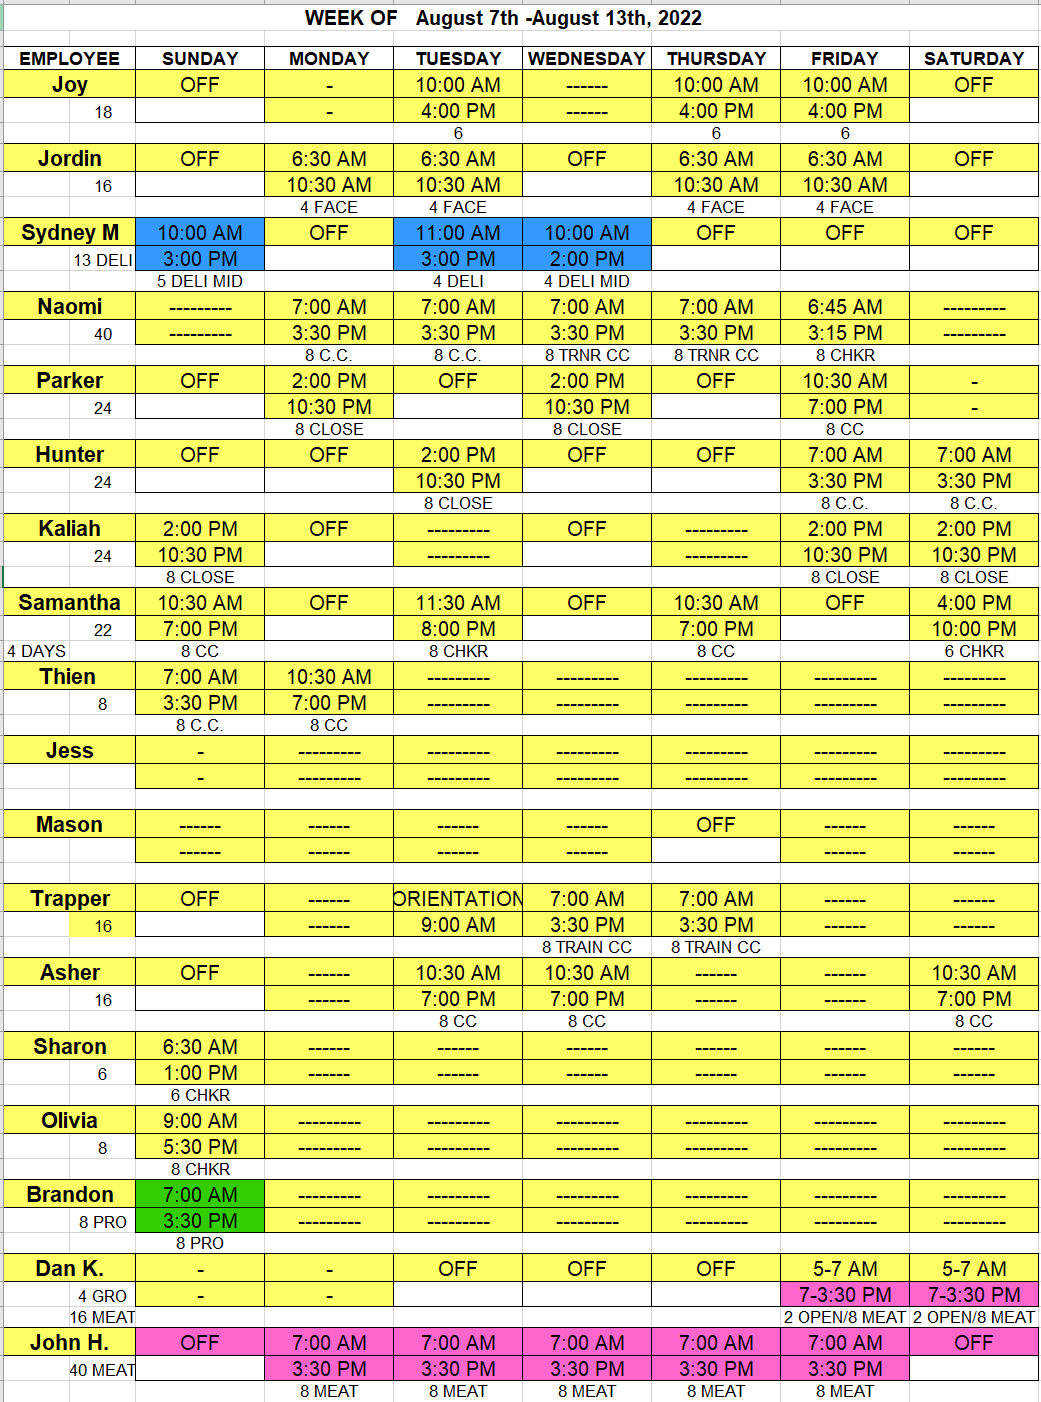 WEEK OF August 7th -August 13th, 2022
EMPLOYEE SUNDAY MONDAY TUESDAY WEDNESDAY THURSDAY FRIDAY SATURDAY
Joy OFF - 10:00 AM ------ 10:00 AM 10:00 AM OFF
18 - 4:00 PM ------ 4:00 PM 4:00 PM
6 6 6
Jordin OFF 6:30 AM 6:30 AM OFF 6:30 AM 6:30 AM OFF
16 10:30 AM 10:30 AM 10:30 AM 10:30 AM
4 FACE 4 FACE 4 FACE 4 FACE
Sydney M 10:00 AM OFF 11:00 AM 10:00 AM OFF OFF OFF
13 DELI 3:00 PM 3:00 PM 2:00 PM
5 DELI MID 4 DELI 4 DELI MID
Naomi --------- 7:00 AM 7:00 AM 7:00 AM 7:00 AM 6:45 AM ---------
40 --------- 3:30 PM 3:30 PM 3:30 PM 3:30 PM 3:15 PM ---------
8 C.C. 8 C.C. 8 TRNR CC 8 TRNR CC 8 CHKR
Parker OFF 2:00 PM OFF 2:00 PM OFF 10:30 AM -
24 10:30 PM 10:30 PM 7:00 PM -
8 CLOSE 8 CLOSE 8 CC
Hunter OFF OFF 2:00 PM OFF OFF 7:00 AM 7:00 AM
24 10:30 PM 3:30 PM 3:30 PM
8 CLOSE 8 C.C. 8 C.C.
Kaliah 2:00 PM OFF --------- OFF --------- 2:00 PM 2:00 PM
24 10:30 PM --------- --------- 10:30 PM 10:30 PM
8 CLOSE 8 CLOSE 8 CLOSE
Samantha 10:30 AM OFF 11:30 AM OFF 10:30 AM OFF 4:00 PM
22 7:00 PM 8:00 PM 7:00 PM 10:00 PM
4 DAYS 8 CC 8 CHKR 8 CC 6 CHKR
Thien 7:00 AM 10:30 AM --------- --------- --------- --------- ---------
8 3:30 PM 7:00 PM --------- --------- --------- --------- ---------
8 C.C. 8 CC
Jess - --------- --------- --------- --------- --------- ---------
- --------- --------- --------- --------- --------- ---------
Mason ------ ------ ------ ------ OFF ------ ------
------ ------ ------ ------ ------ ------
Trapper OFF ------ ORIENTATION 7:00 AM 7:00 AM ------ ------
16 ------ 9:00 AM 3:30 PM 3:30 PM ------ ------
8 TRAIN CC 8 TRAIN CC
Asher OFF ------ 10:30 AM 10:30 AM ------ ------ 10:30 AM
16 ------ 7:00 PM 7:00 PM ------ ------ 7:00 PM
8 CC 8 CC 8 CC
Sharon 6:30 AM ------ ------ ------ ------ ------ ------
6 1:00 PM ------ ------ ------ ------ ------ ------
6 CHKR
Olivia 9:00 AM --------- --------- --------- --------- --------- ---------
8 5:30 PM --------- --------- --------- --------- --------- ---------
8 CHKR
Brandon 7:00 AM --------- --------- --------- --------- --------- ---------
8 PRO 3:30 PM --------- --------- --------- --------- --------- ---------
8 PRO
Dan K. - - OFF OFF OFF 5-7 AM 5-7 AM
4 GRO - - 7-3:30 PM 7-3:30 PM
16 MEAT 2 OPEN/8 MEAT 2 OPEN/8 MEAT
John H. OFF 7:00 AM 7:00 AM 7:00 AM 7:00 AM 7:00 AM OFF
40 MEAT 3:30 PM 3:30 PM 3:30 PM 3:30 PM 3:30 PM
8 MEAT 8 MEAT 8 MEAT 8 MEAT 8 MEAT